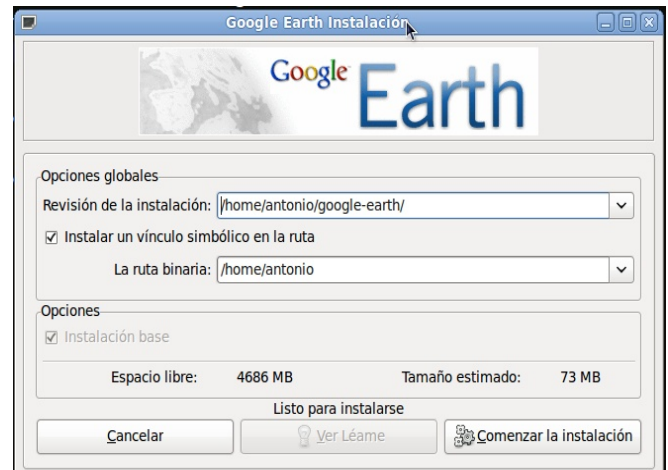 Google Earth Instalación
Google Earth
Opciones globales
Revisión de la instalación: /home/antonio/google-earth/
Instalar un vínculo simbólico en la ruta
La ruta binaria: /home/antonio
Opciones
Instalación base
Espacio libre: 4686 MB Tamaño estimado: 73 MB
Listo para instalarse
Cancelar Ver Léame Comenzar la instalación